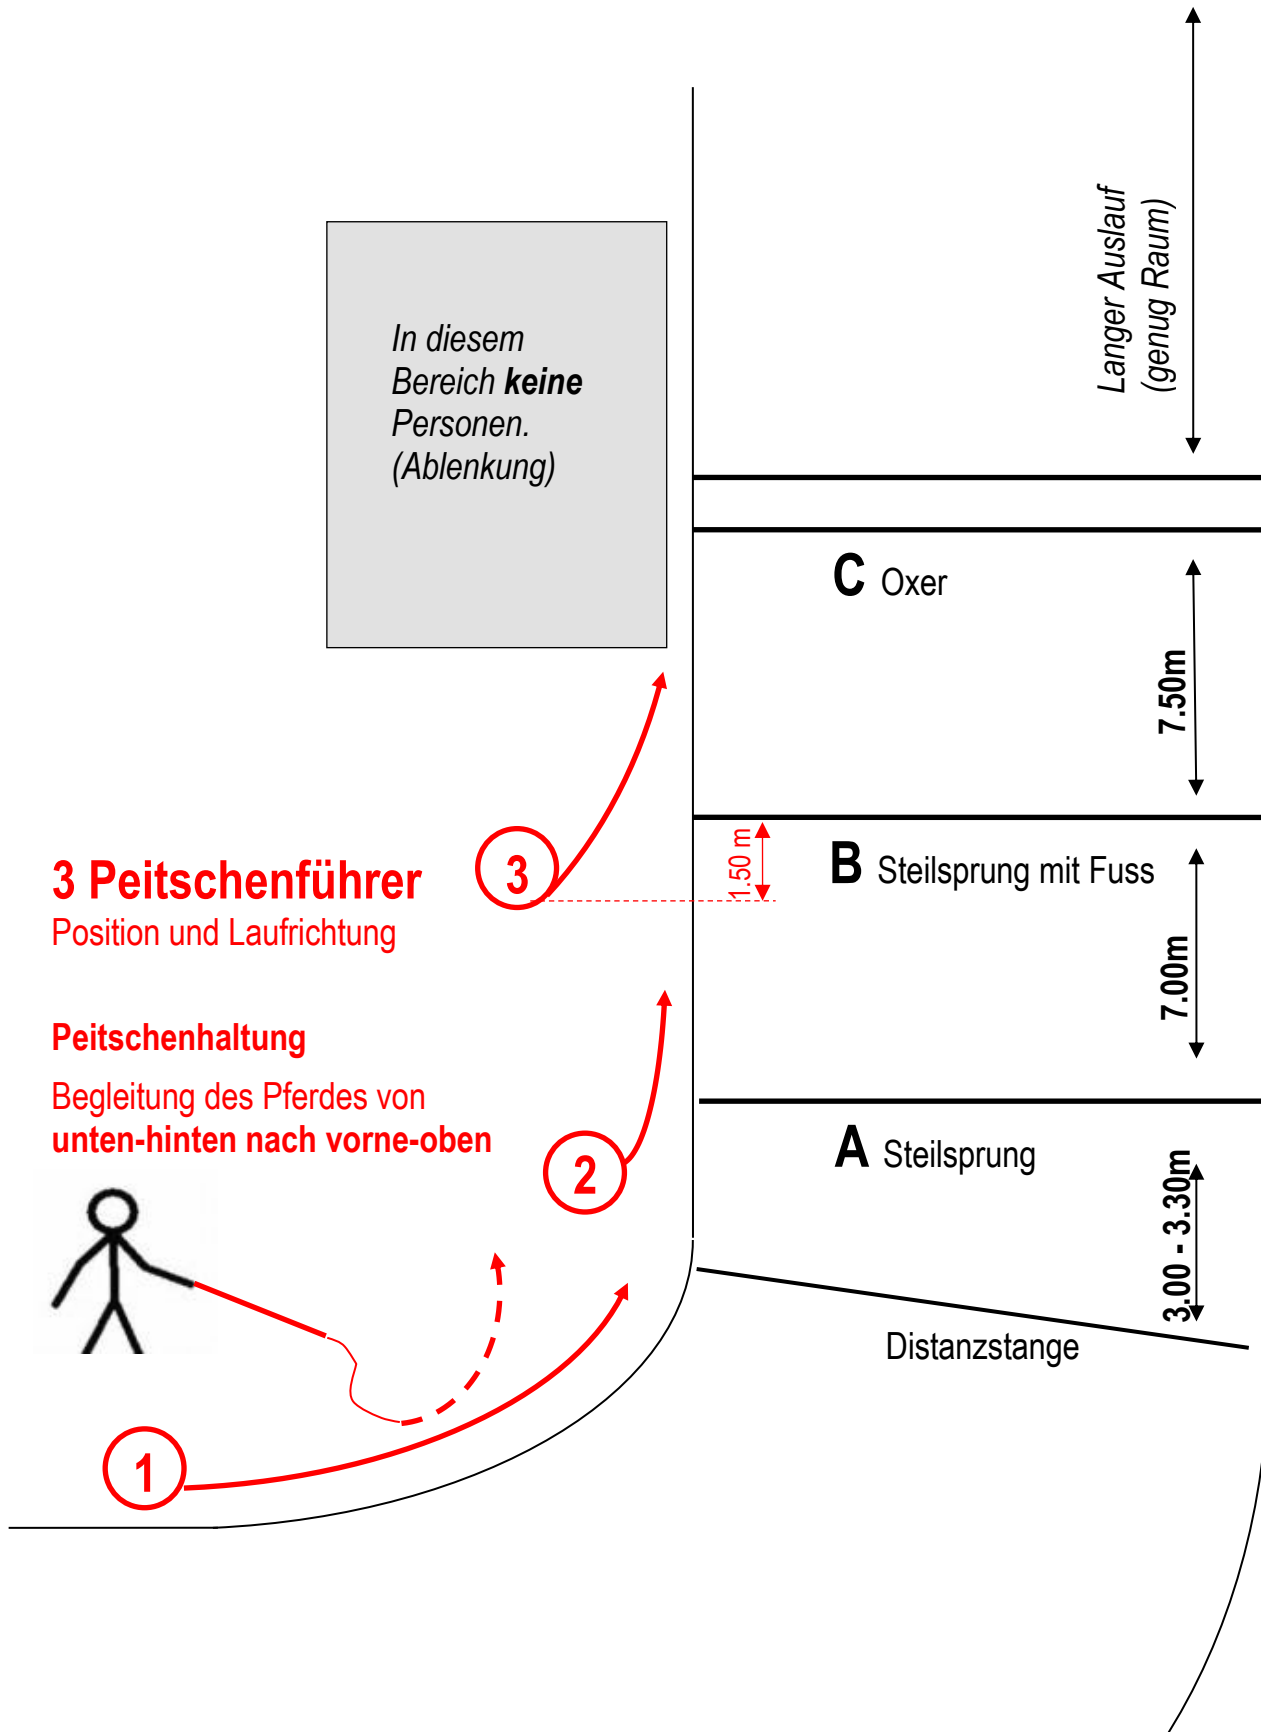 Langer Auslauf
(genug Raum)
In diesem
Bereich keine
Personen.
(Ablenkung)
C Oxer
7.50m
3 Peitschenführer
Position und Laufrichtung
3
1.50 m
B Steilsprung mit Fuss
7.00m
Peitschenhaltung
Begleitung des Pferdes von
unten-hinten nach vorne-oben
2
A Steilsprung
3.00 - 3.30m
Distanzstange
1